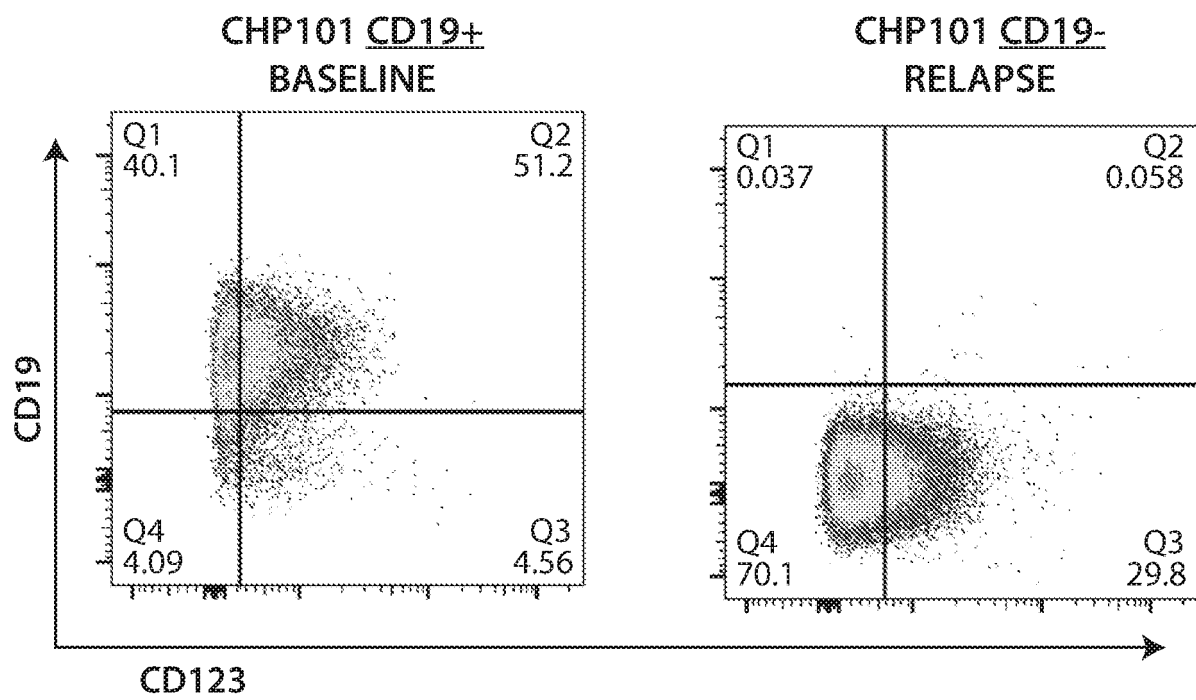 CHP101 CD19+
BASELINE
CHP101 CD19-
RELAPSE
Q1
40.1
Q2
51.2
Q4
4.09
Q3
4.56
Q1
0.037
Q2
0.058
Q4
70.1
Q3
29.8
CD19
CD123